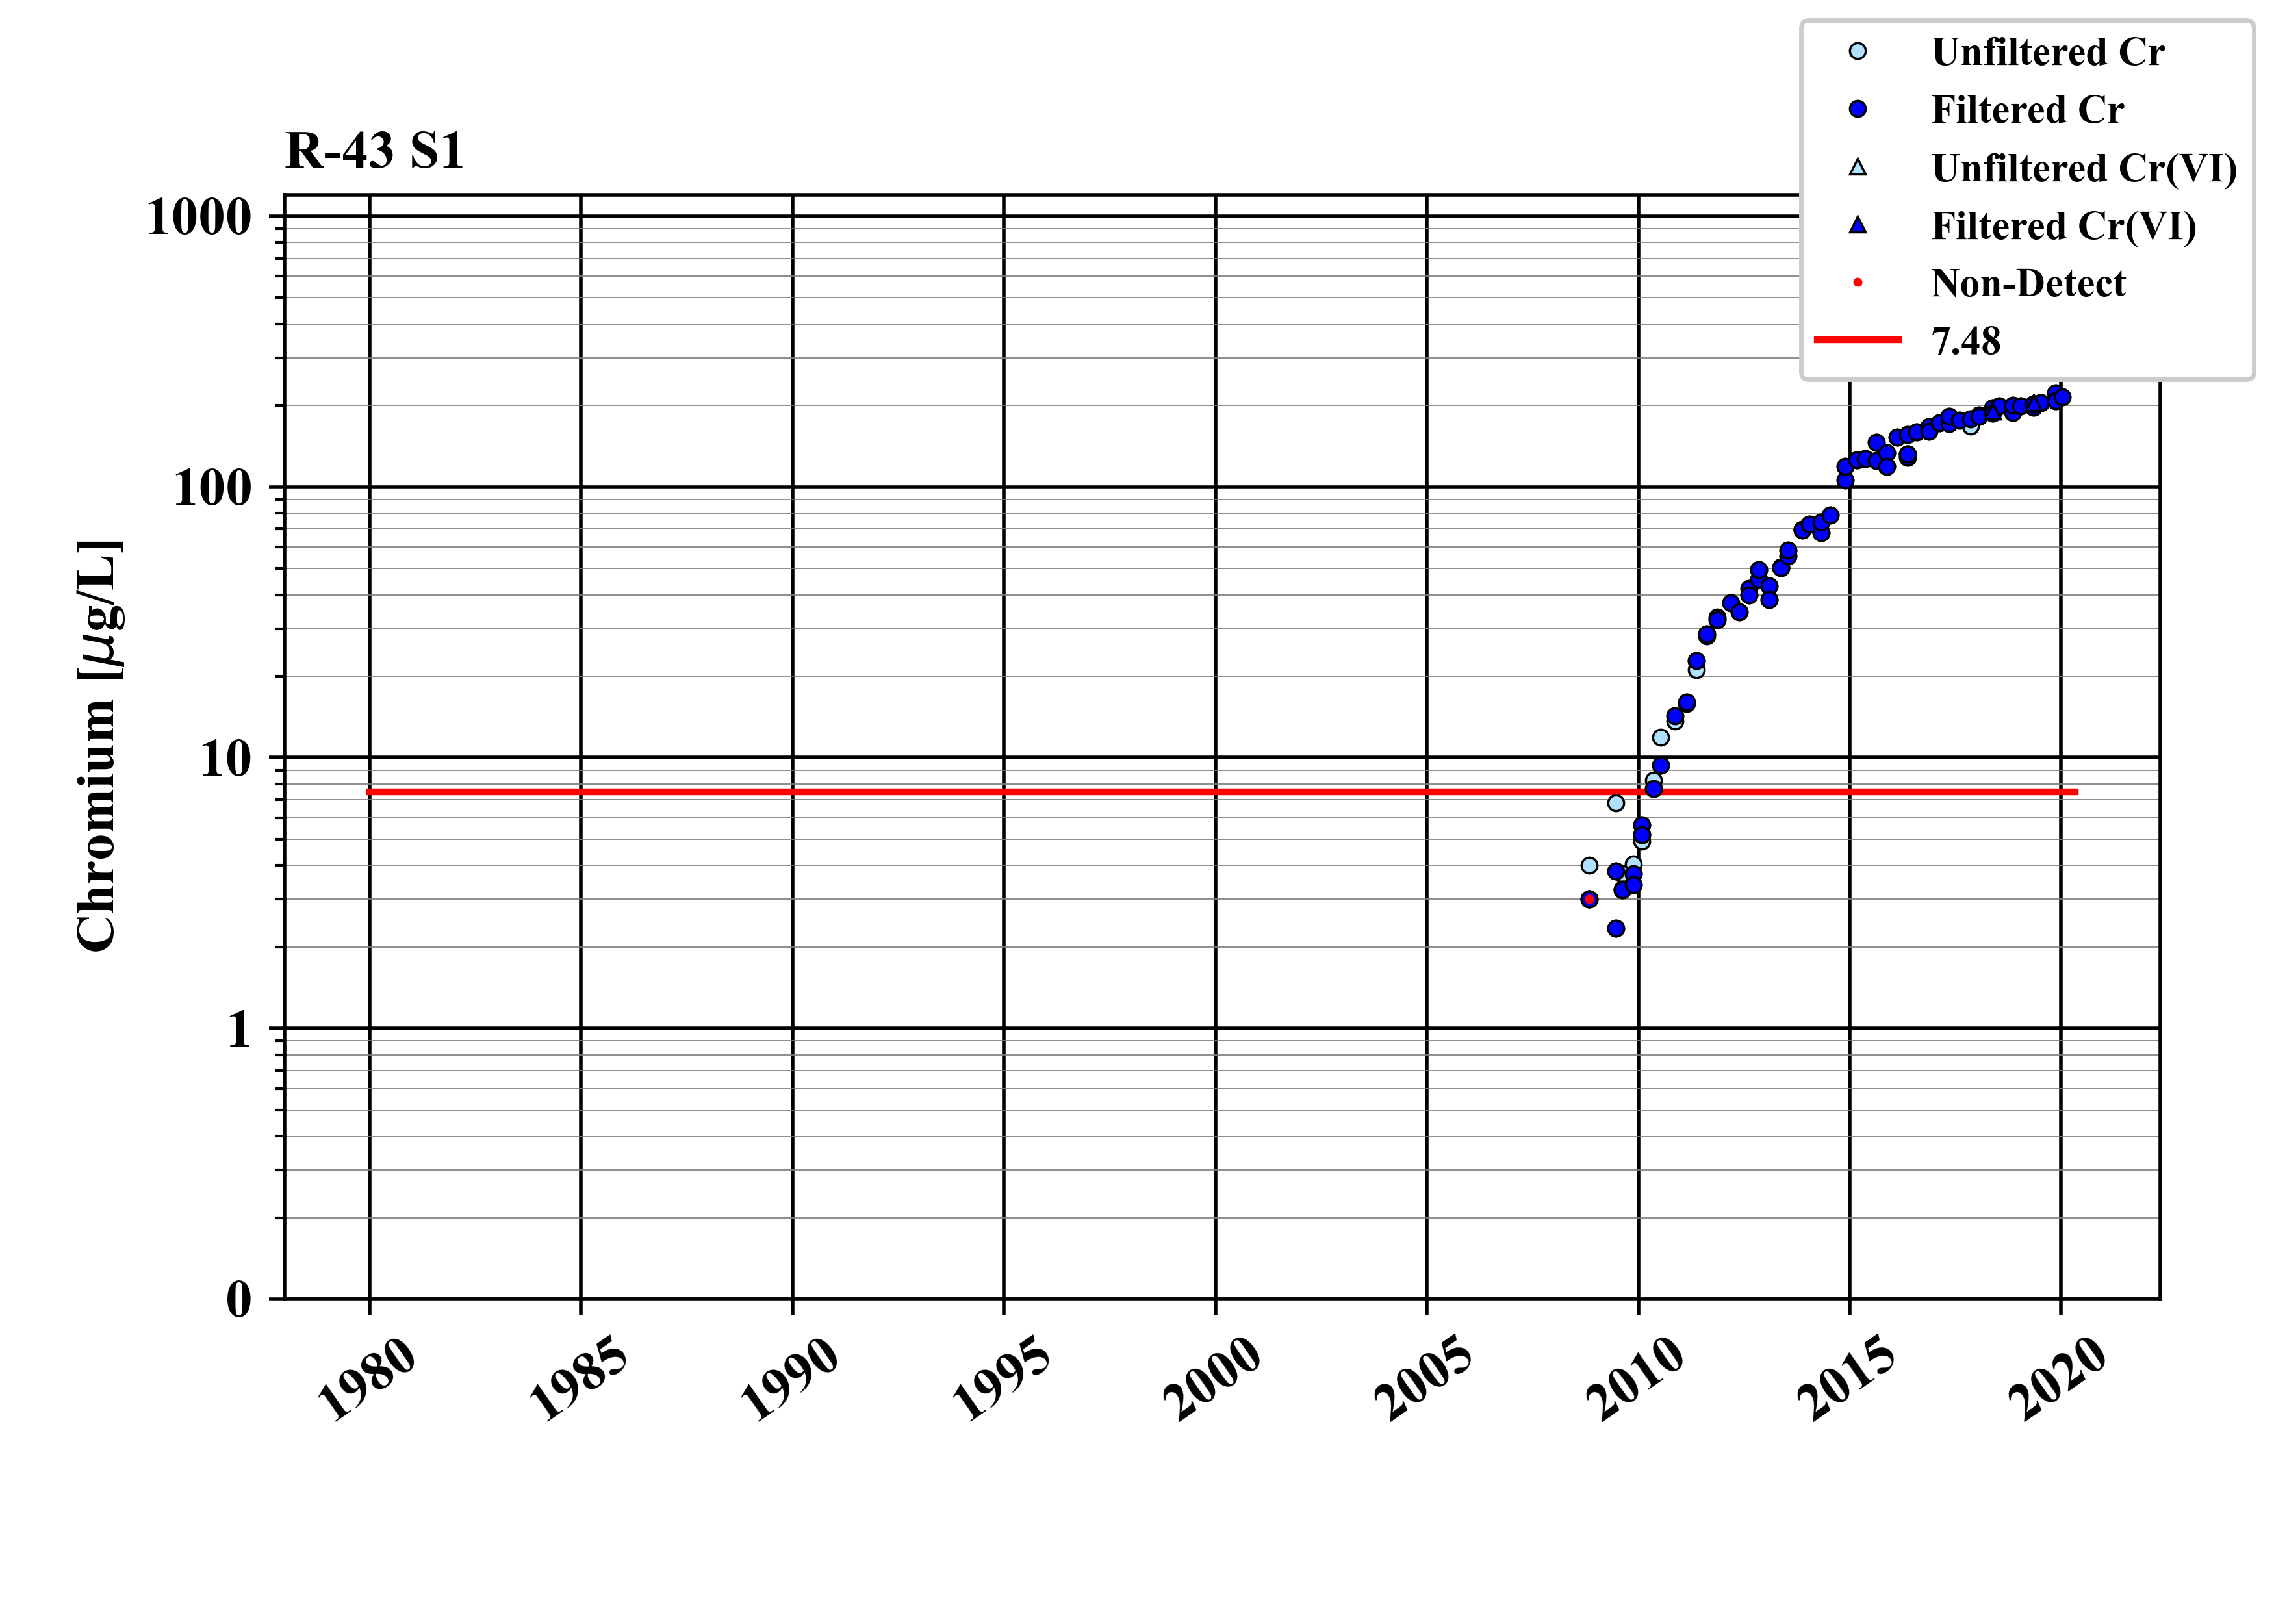 Unfiltered Cr
Filtered Cr
Unfiltered Cr(VI)
Filtered Cr(VI)
Non-Detect
7.48
R-43 S1
1000
100
10
1
0
Chromium [μg/L]
1980
1985
1990
1995
2000
2005
2010
2015
2020